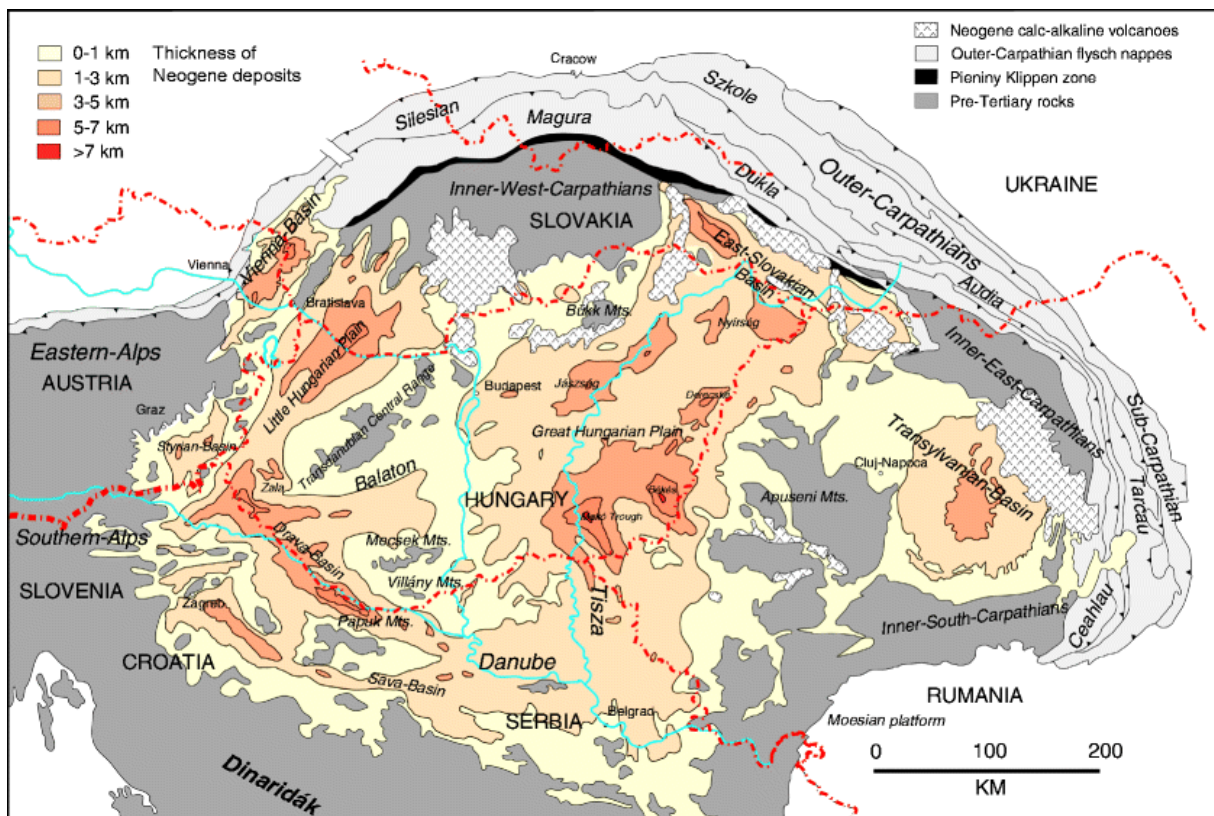 0-1 km
1-3 km
3-5 km
5-7 km
>7 km
Thickness of
Neogene deposits
Neogene calc-alkaline volcanoes
Outer-Carpathian flysch nappes
Pieniny Klippen zone
Pre-Tertiary rocks
Cracow
Szkole
Silesian
Magura
Dukla
Outer-Carpathians
UKRAINE
Inner-West-Carpathians
SLOVAKIA
Vienna-Basin
Vienna
Bratislava
East-Slovakian
Basin
Audia
Bükk Mts.
Nyírség
Inner-East-Carpathians
Eastern-Alps
AUSTRIA
Little Hungarian Plain
Budapest
Jászság
Derecske
Transdanubian Central Range
Graz
Styrian-Basin
Great Hungarian Plain
Sub-Carpathian
Tarcau
Transylvanian-Basin
Cluj-Napoca
Zala
Balaton
HUNGARY
Békés
Apuseni Mts.
Makó Trough
Southern-Alps
Drava-Basin
Mecsek Mts.
SLOVENIA
Villány Mts.
Zagreb
Papuk Mts.
Tisza
Inner-South-Carpathians
Ceahlau
CROATIA
Danube
Sava-Basin
SERBIA
Belgrad
RUMANIA
Moesian platform
Dinaridák
0
100
200
KM